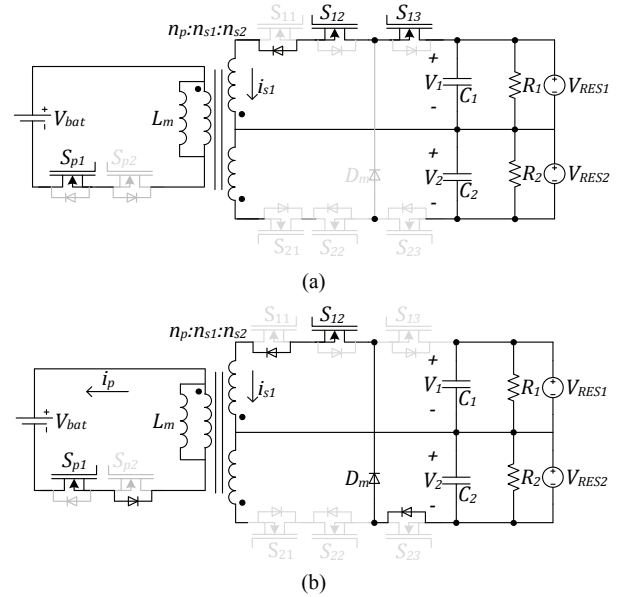 S11 S12 S13
np:ns1:ns2
+
is1
V1
-
C1
R1
VRES1
+
Vbat
-
Lm
Sp1 Sp2
Dm
+
V2
-
C2
R2
VRES2
S21 S22 S23
(a)
S11 S12 S13
np:ns1:ns2
ip
+
is1
V1
-
C1
R1
VRES1
+
Vbat
-
Lm
Sp1 Sp2
Dm
+
V2
-
C2
R2
VRES2
S21 S22 S23
(b)